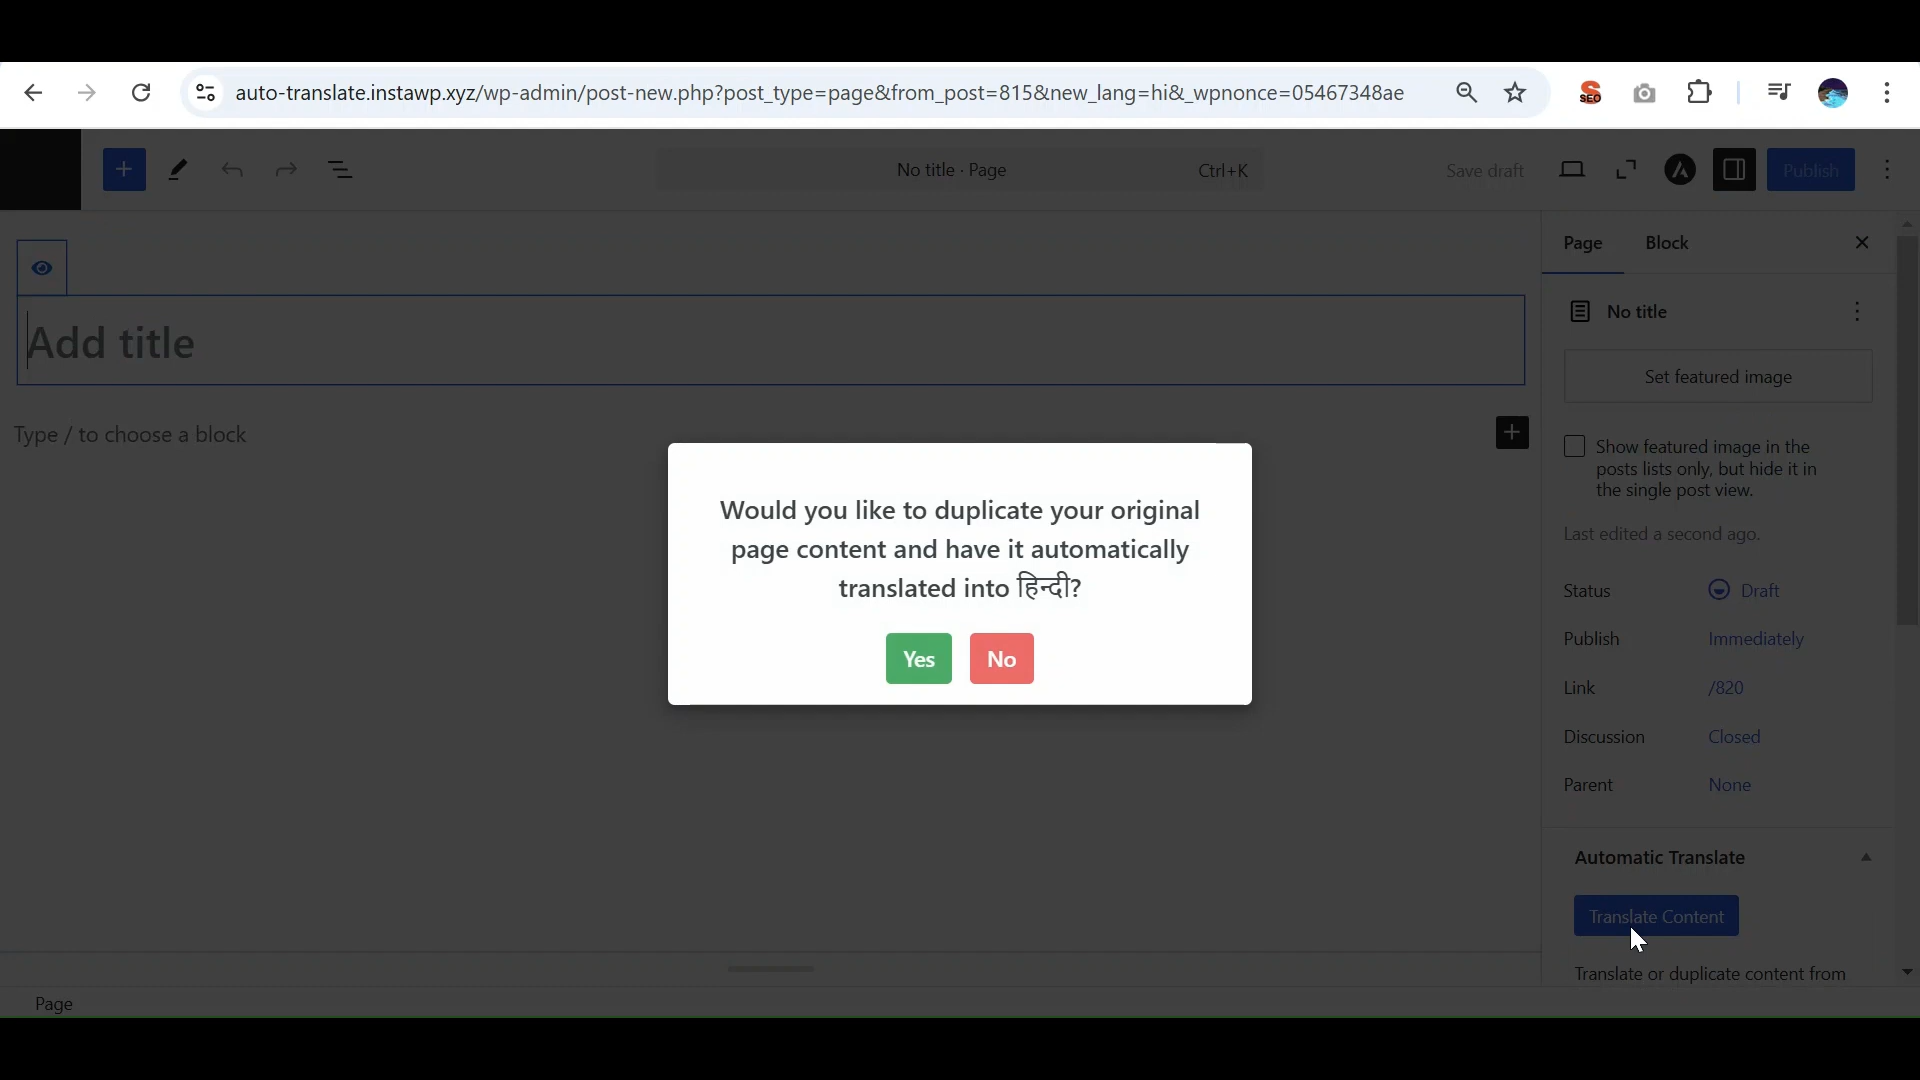 auto-translate.instawp.xyz/wp-admin/post-new.php?post_type=page&from_post=815&new_lang=hi&_wpnonce=05467348ae
SEO
No title · Page Ctrl+K
Save draft
Publish
Page Block
Add title
No title
Set featured image
Type / to choose a block
Show featured image in the
posts lists only, but hide it in
the single post view.
Would you like to duplicate your original
page content and have it automatically
translated into हिन्दी?
Yes No
Last edited a second ago.
Status Draft
Publish Immediately
Link /820
Discussion Closed
Parent None
Automatic Translate
Translate Content
Translate or duplicate content from
Page